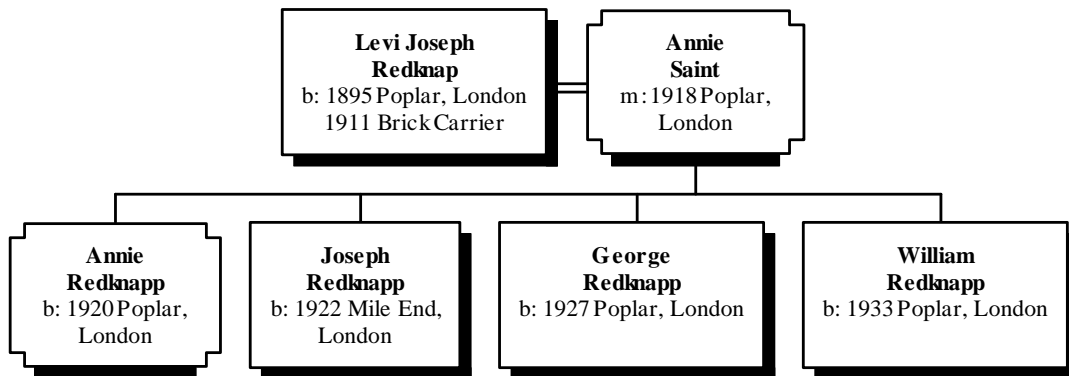 Levi Joseph
Redknap
b: 1895 Poplar, London
1911 Brick Carrier
Annie
Saint
m: 1918 Poplar,
London
Annie
Redknapp
b: 1920 Poplar,
London
Joseph
Redknapp
b: 1922 Mile End,
London
George
Redknapp
b: 1927 Poplar, London
William
Redknapp
b: 1933 Poplar, London